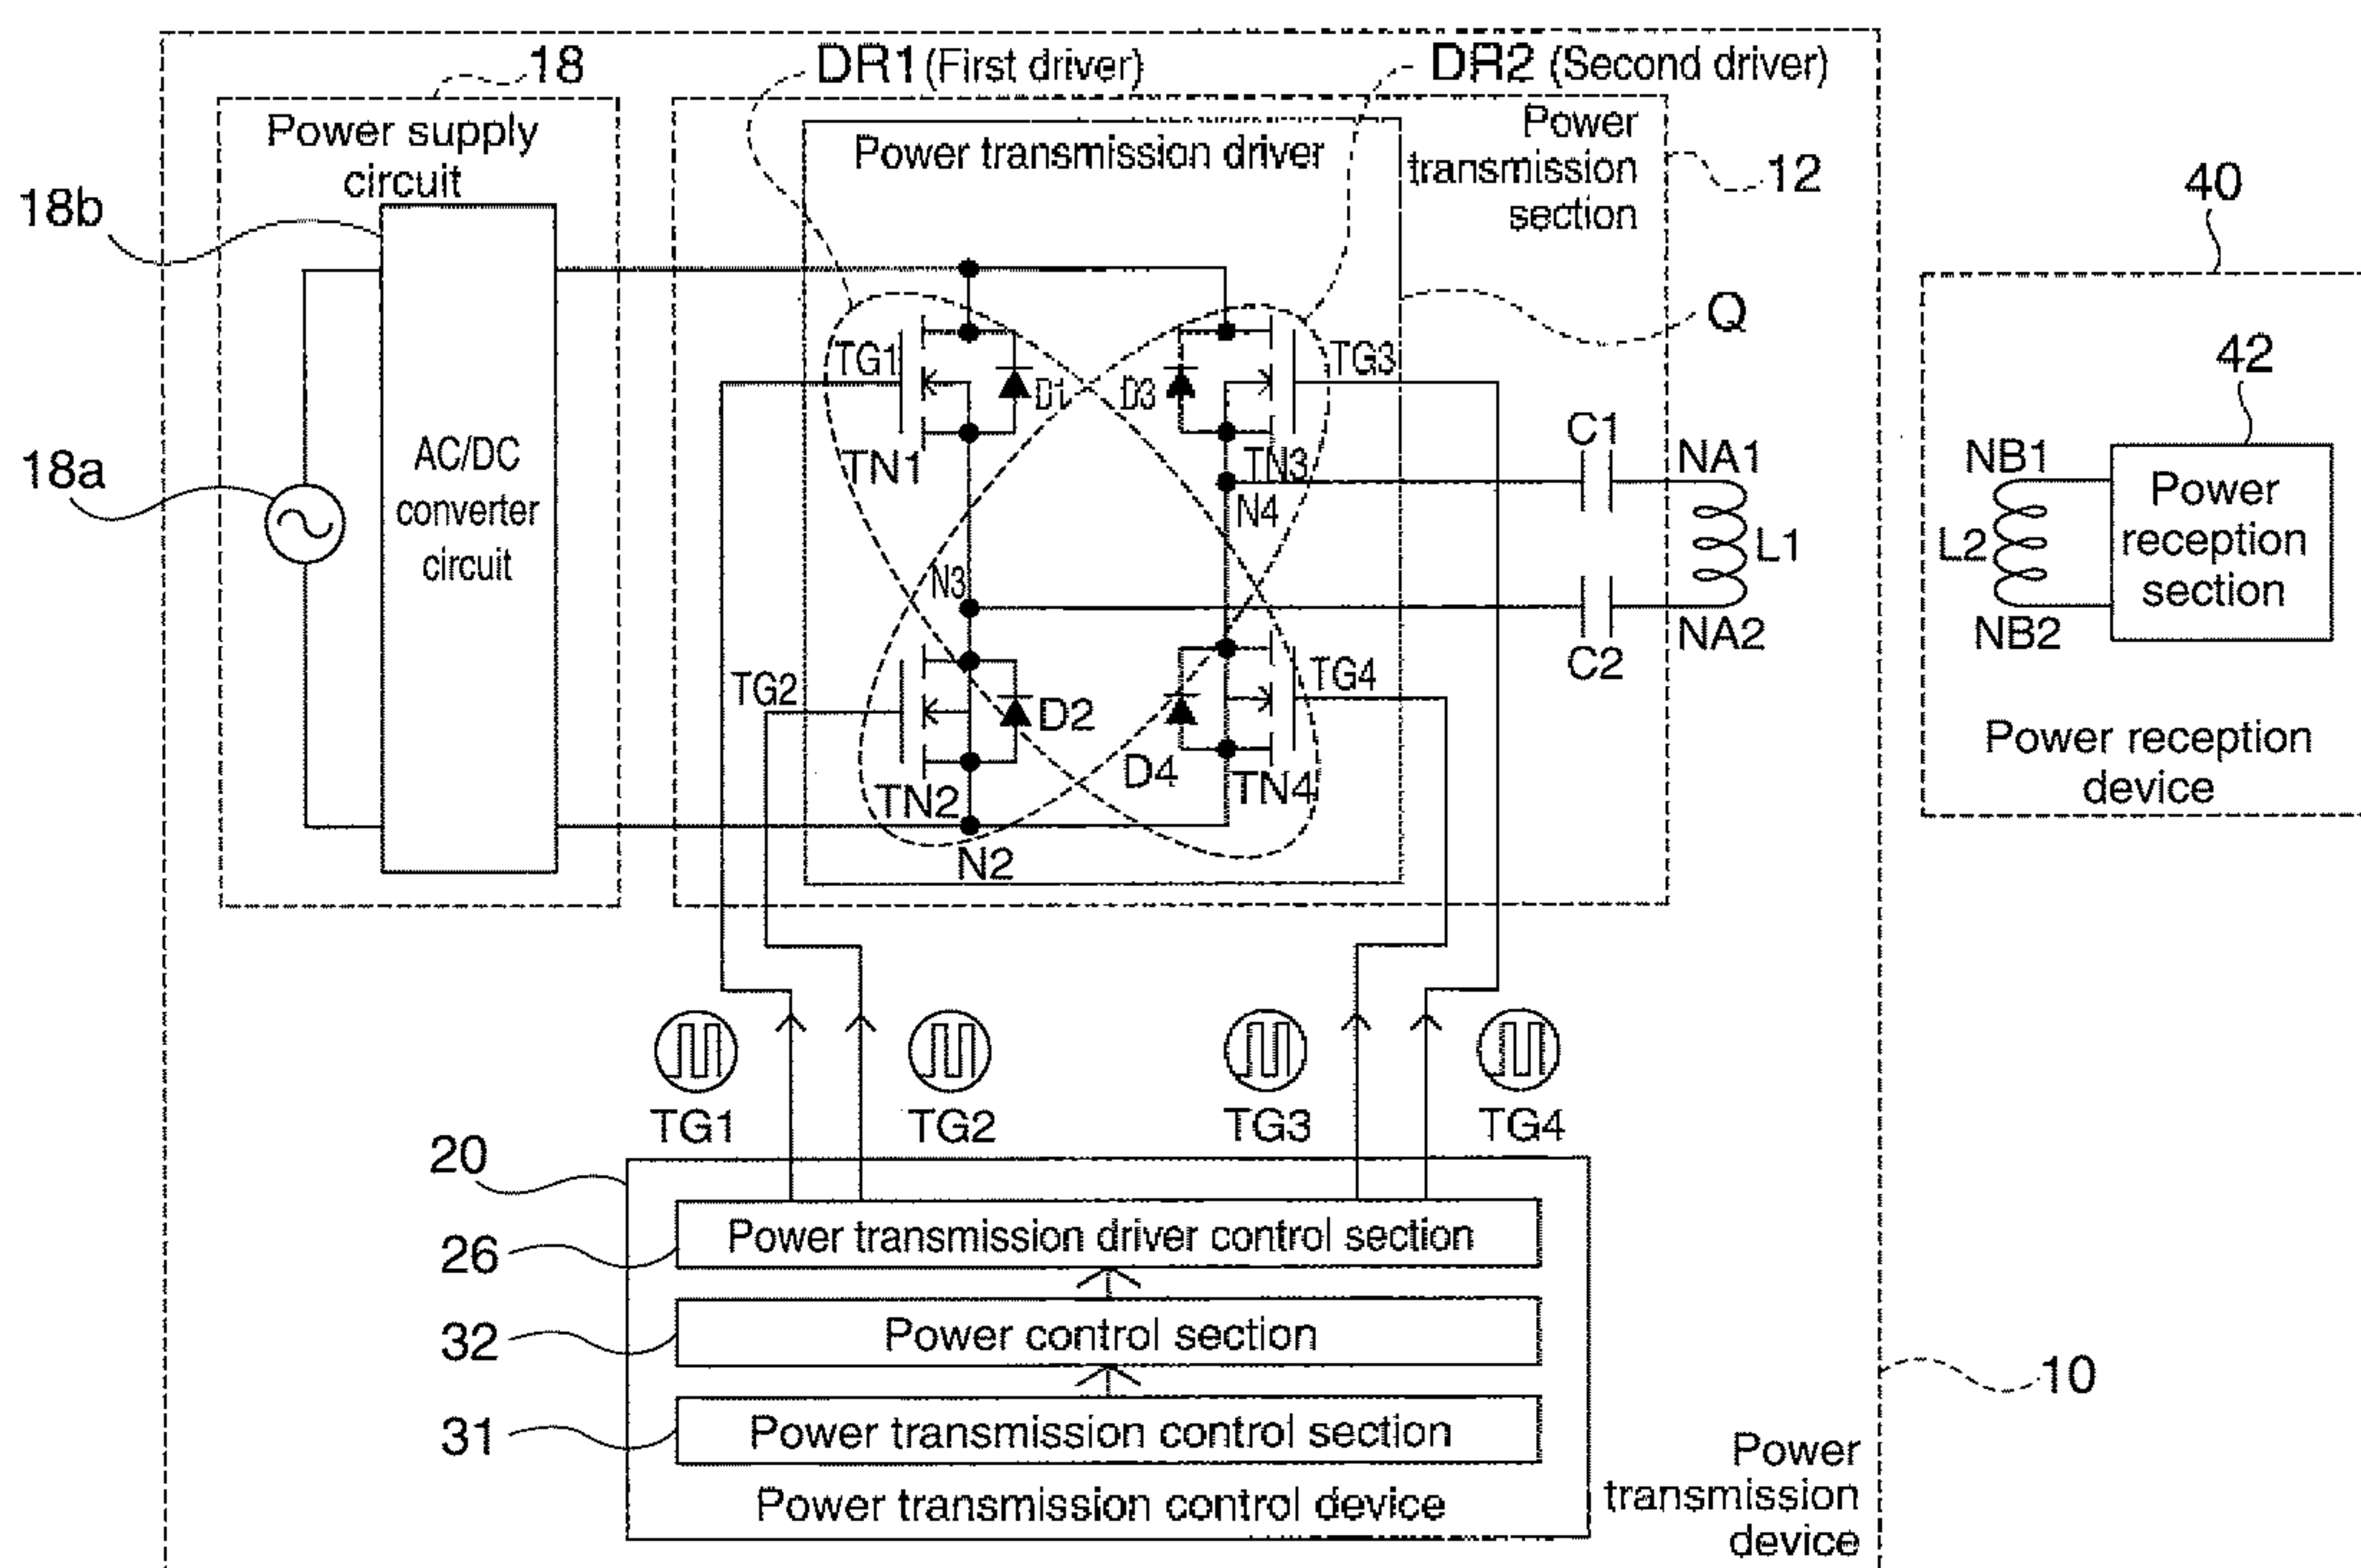 18
DR1 (First driver)
DR2 (Second driver)
Power supply
circuit
Power transmission driver
Power
transmission
section
12
18b
18a
AC/DC
converter
circuit
Q
TG1
D1
TN1
D3
TG3
TN3
N4
N3
C1
NA1
L1
C2
NA2
TG2
D2
TN2
TG4
D4
TN4
N2
40
42
NB1
L2
NB2
Power
reception
section
Power reception
device
TG1
TG2
TG3
TG4
20
26
Power transmission driver control section
32
Power control section
31
Power transmission control section
Power transmission control device
10
Power
transmission
device